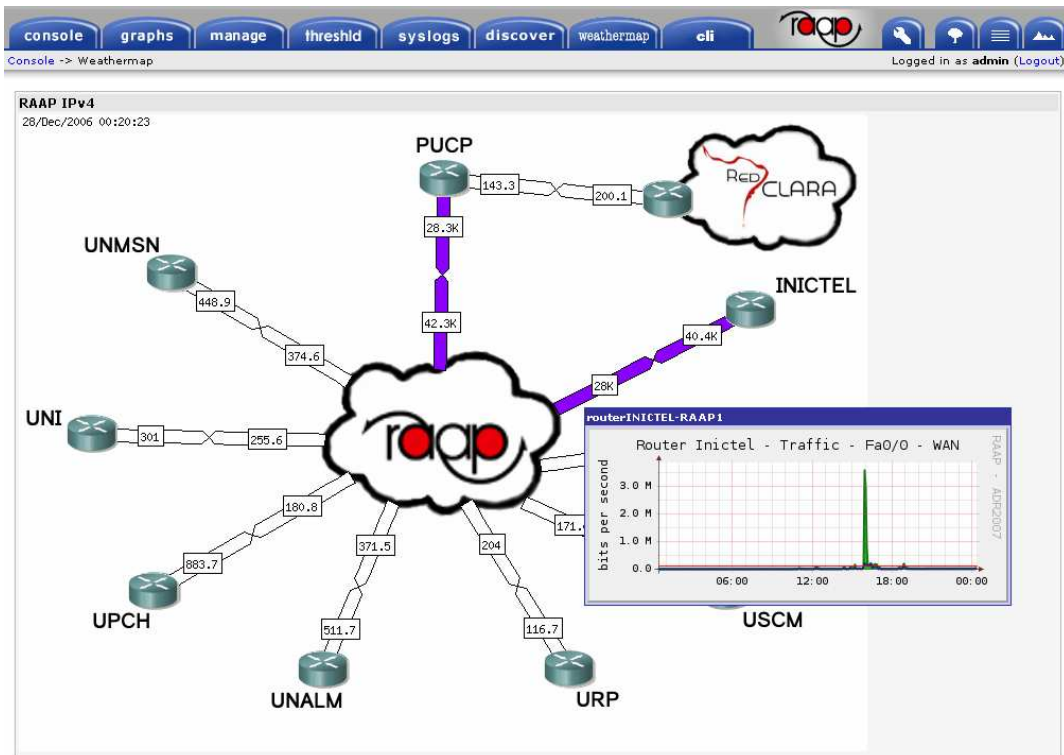 console graphs manage threshld syslogs discover weathermap cli raap
Console -> Weathermap
Logged in as admin (Logout)
RAAP IPv4
28/Dec/2006 00:20:23
PUCP
143.3
200.1
RED CLARA
28.3K
42.3K
UNMSN
448.9
374.6
INICTEL
40.4K
28K
UNI
301
255.6
raap
routerINICTEL-RAAP1
Router Inictel - Traffic - Fa0/0 - WAN
bits per second
3.0 M
2.0 M
1.0 M
0.0
06:00 12:00 18:00 00:00
RAAP - ADR2007
180.8
883.7
UPCH
371.5
511.7
UNALM
204
116.7
URP
USCM